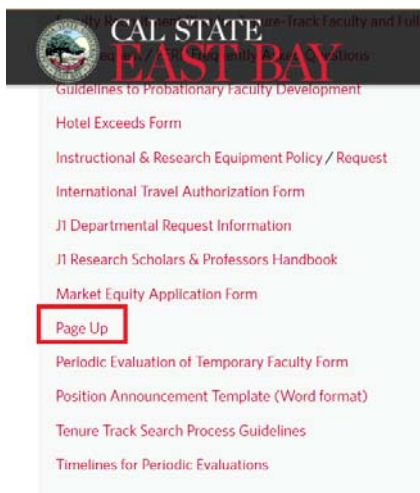 CAL STATE
EAST BAY
Guidelines to Probationary Faculty Development
Hotel Exceeds Form
Instructional & Research Equipment Policy / Request
International Travel Authorization Form
J1 Departmental Request Information
J1 Research Scholars & Professors Handbook
Market Equity Application Form
Page Up
Periodic Evaluation of Temporary Faculty Form
Position Announcement Template (Word format)
Tenure Track Search Process Guidelines
Timelines for Periodic Evaluations